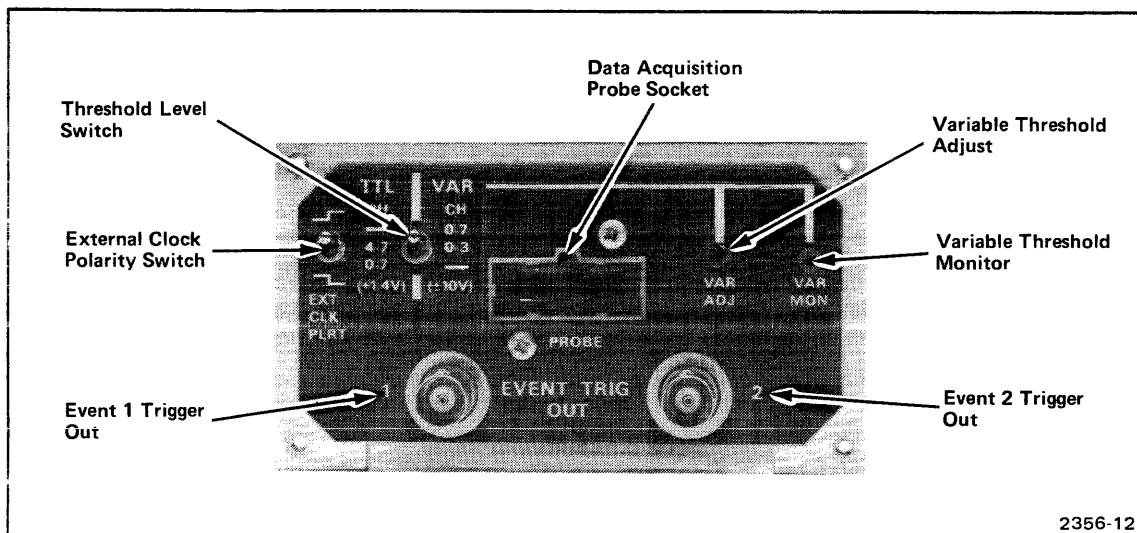 Data Acquisition
Probe Socket
Threshold Level
Switch
Variable Threshold
Adjust
External Clock
Polarity Switch
Variable Threshold
Monitor
Event 1 Trigger
Out
Event 2 Trigger
Out
TTL
VAR
CH
4-7
0-7
(+1.4V)
CH
0-7
0-3
(±10V)
EXT
CLK
PLRT
VAR
ADJ
VAR
MON
PROBE
1
EVENT TRIG
OUT
2
2356-12